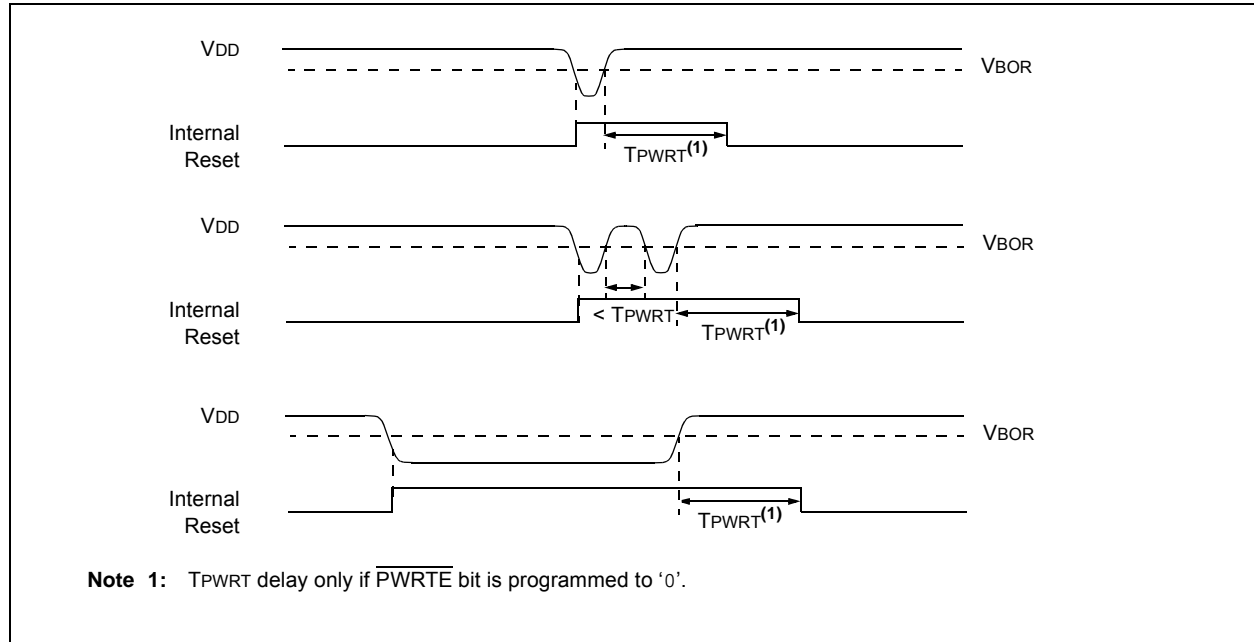 VDD
VBOR
Internal
Reset
TPWRT(1)
VDD
VBOR
Internal
Reset
< TPWRT
TPWRT(1)
VDD
VBOR
Internal
Reset
TPWRT(1)
Note 1: TPWRT delay only if PWRTE bit is programmed to ‘0’.